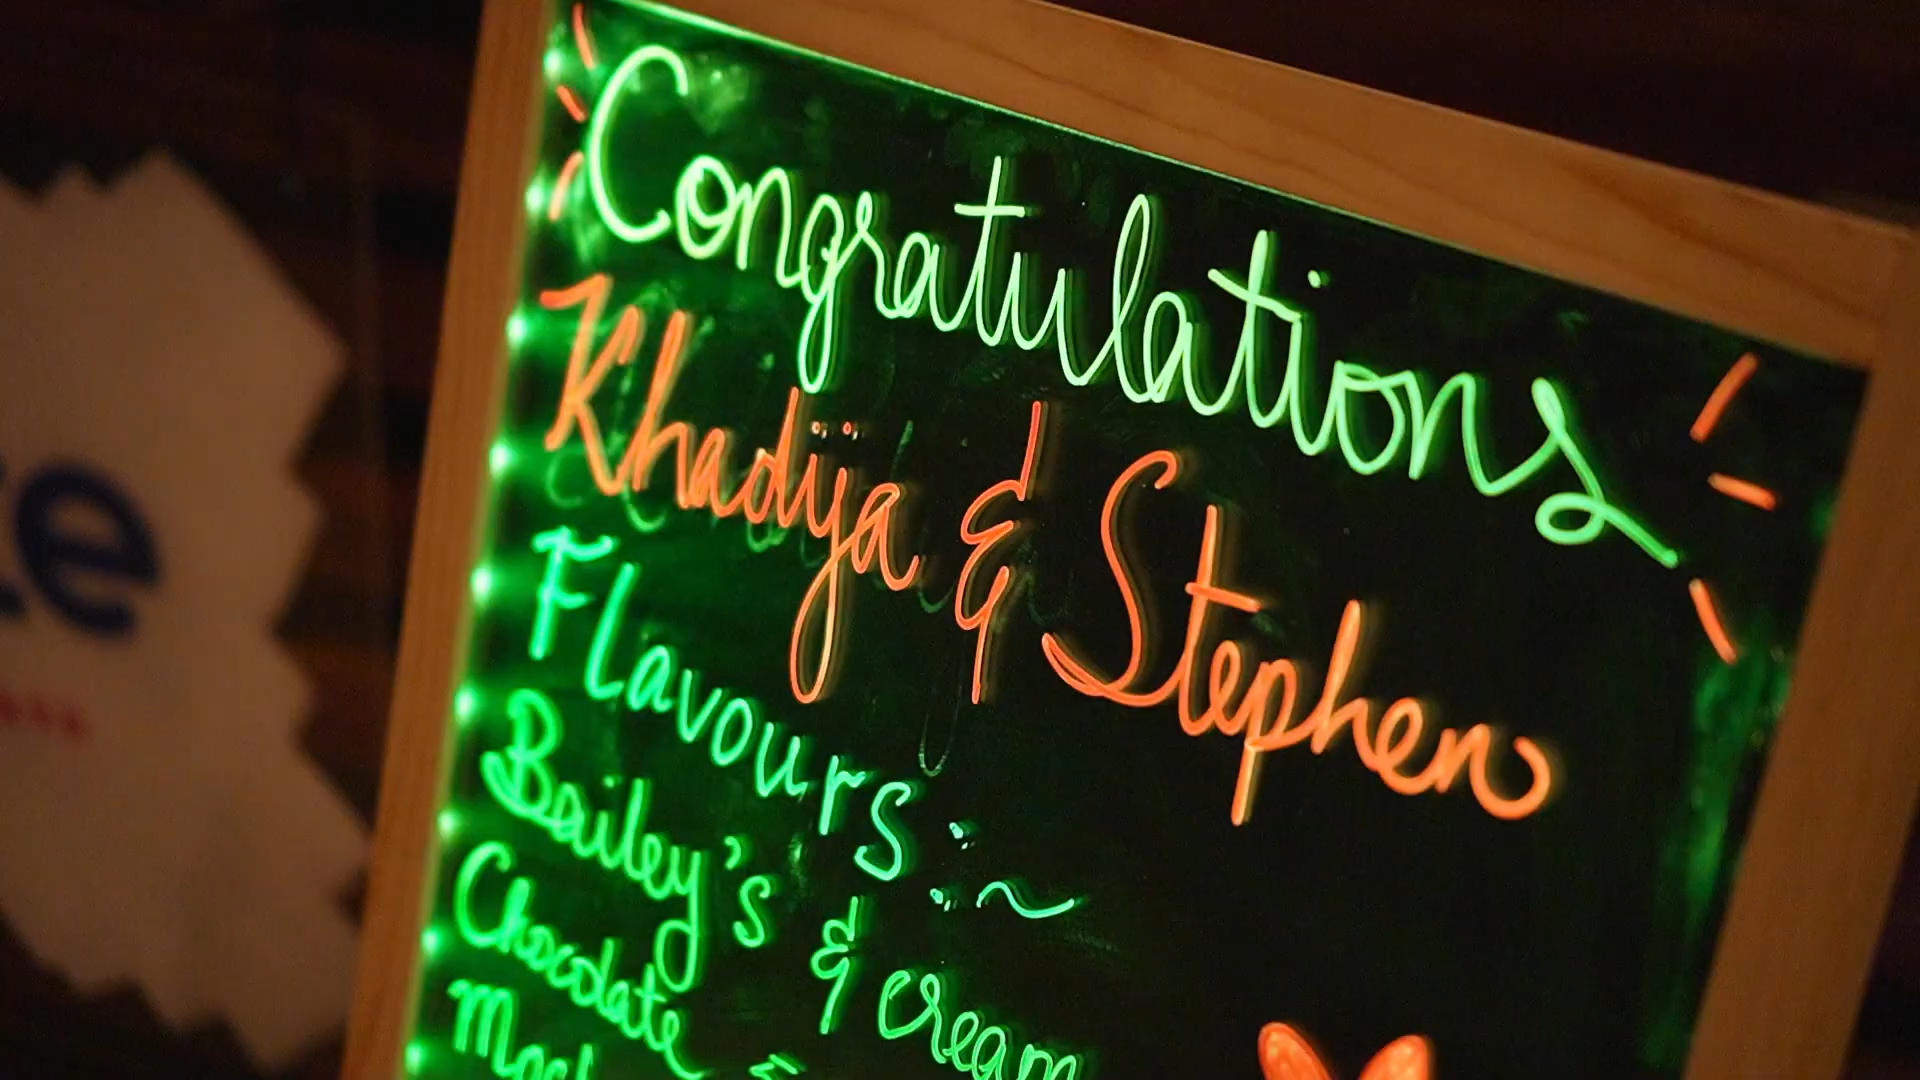 Congratulations
Khadija & Stephen
Flavours :~
Bailey's & cream
Chocolate